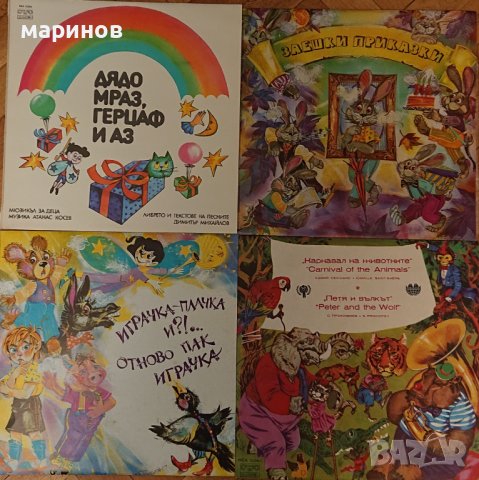 маринов
ДЯДО
МРАЗ,
ГЕРЦАФ
И АЗ
МЮЗИКЪЛ ЗА ДЕЦА
МУЗИКА АТАНАС КОСЕВ
ЛИБРЕТО И ТЕКСТОВЕ НА ПЕСНИТЕ
ДИМИТЪР МИХАЙЛОВ
ЗАЕШКИ ПРИКАЗКИ
ИГРАЧКА-ПЛАЧКА
И?!...
ОТНОВО ПАК
ИГРАЧКА
„Карнавал на животните“
"Carnival of the Animals"
„Петя и вълкът“
"Peter and the Wolf"
BAZAR